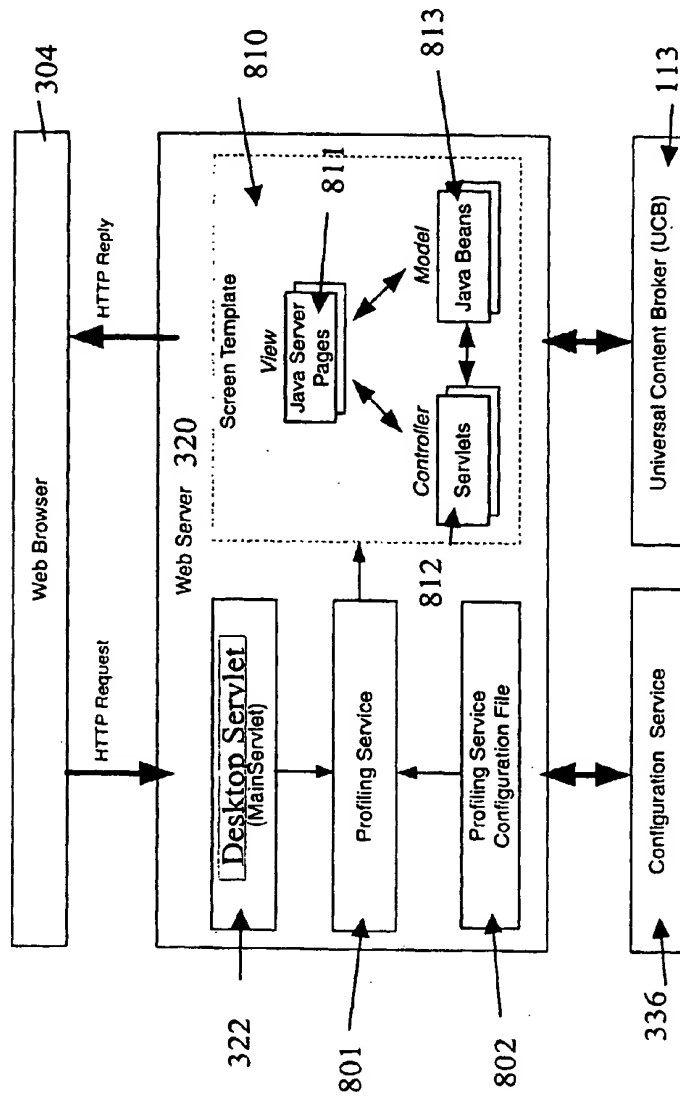 Web Browser
304
HTTP Request
HTTP Reply
Web Server 320
322
Desktop Servlet
(MainServlet)
801
Profiling Service
802
Profiling Service
Configuration File
Screen Template
810
View
811
Java Server
Pages
Controller
Servlets
812
Model
Java Beans
813
336
Configuration Service
Universal Content Broker (UCB)
113